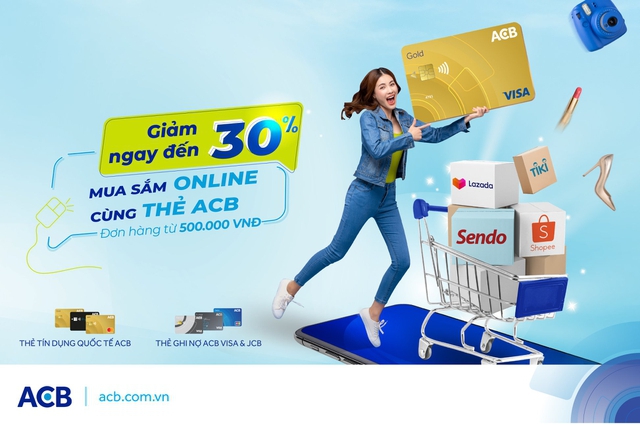 ACB
Gold
VISA
Giảm
ngay đến 30%
MUA SẮM ONLINE
CÙNG THẺ ACB
Đơn hàng từ 500.000 VNĐ
Lazada
TIKI
Sendo
S
Shopee
THẺ TÍN DỤNG QUỐC TẾ ACB
THẺ GHI NỢ ACB VISA & JCB
ACB
acb.com.vn